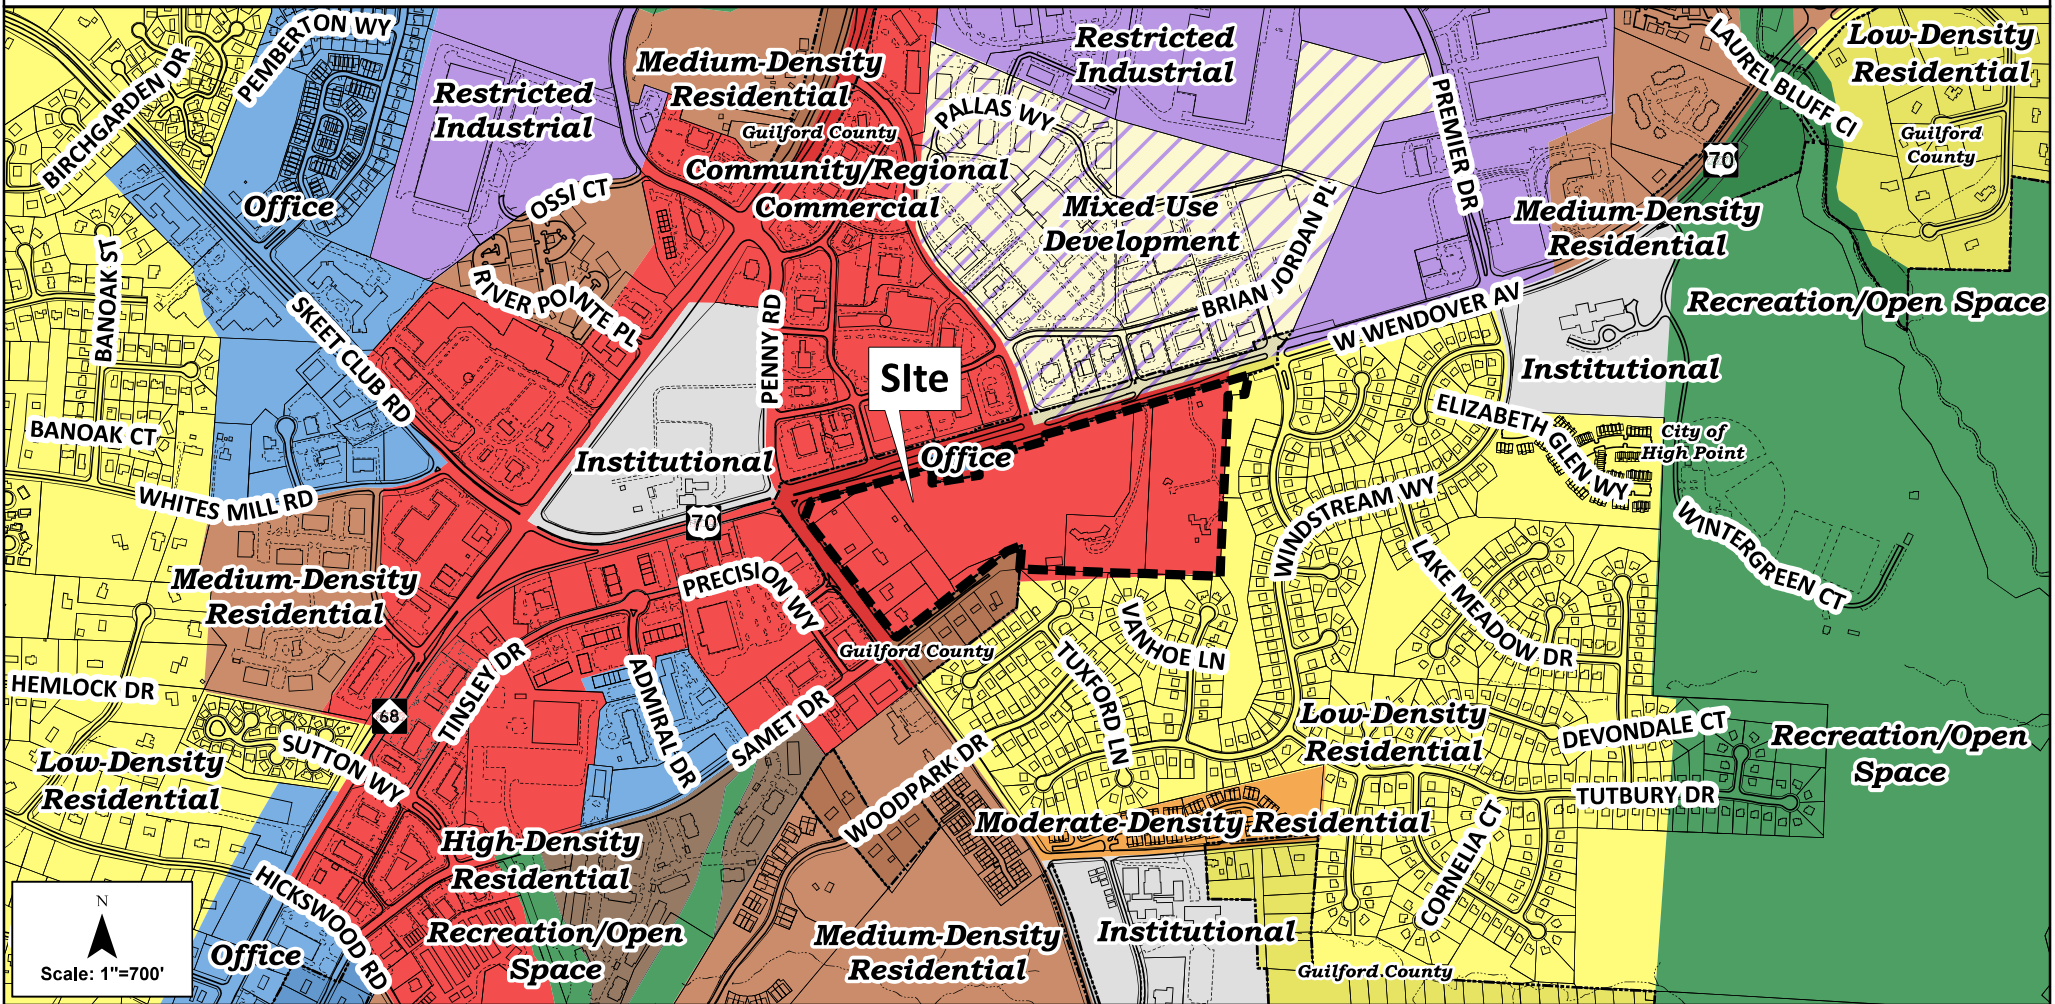 PEMBERTON WY
BIRCHGARDEN DR
Restricted
Industrial
Medium-Density
Residential
Guilford County
Restricted
Industrial
LAUREL BLUFF CI
Low-Density
Residential
Guilford
County
PALLAS WY
PREMIER DR
70
Office
OSSI CT
Community/Regional
Commercial
Mixed Use
Development
BRIAN JORDAN PL
Medium-Density
Residential
BANOAK ST
RIVER POINTE PL
SKEET CLUB RD
PENNY RD
W WENDOVER AV
Recreation/Open Space
SIte
Institutional
BANOAK CT
Institutional
Office
ELIZABETH GLEN WY
City of
High Point
WHITES MILL RD
70
WINDSTREAM WY
WINTERGREEN CT
Medium-Density
Residential
PRECISION WY
LAKE MEADOW DR
Guilford County
VANHOE LN
TUXFORD LN
HEMLOCK DR
68
TINSLEY DR
ADMIRAL DR
SAMET DR
Low-Density
Residential
DEVONDALE CT
Recreation/Open
Space
Low-Density
Residential
SUTTON WY
WOODPARK DR
TUTBURY DR
Moderate-Density Residential
CORNELIA CT
High-Density
Residential
HICKSWOOD RD
Recreation/Open
Space
Office
Medium-Density
Residential
Institutional
Guilford County
N
Scale: 1"=700'